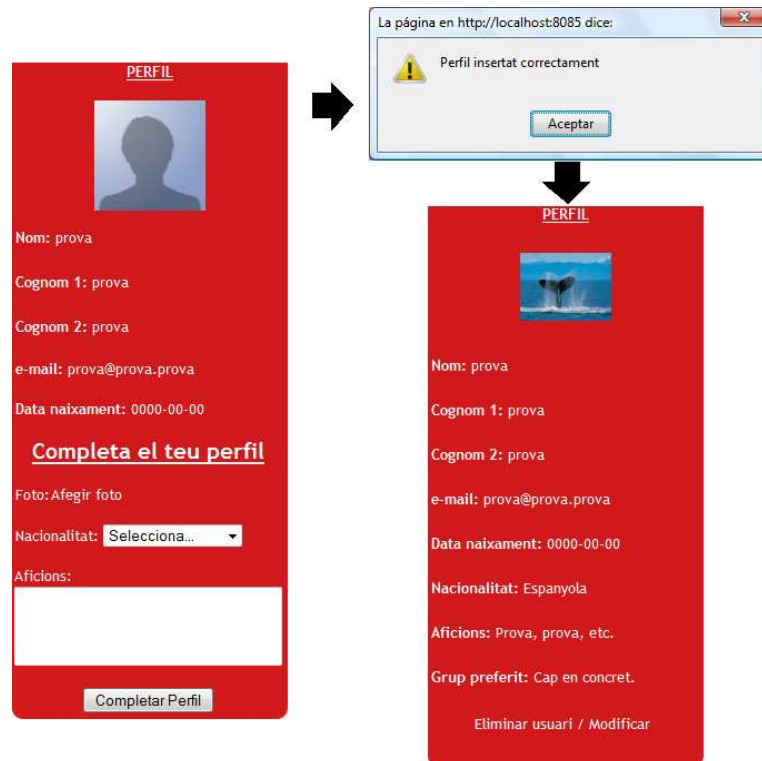 PERFIL
Nom: prova
Cognom 1: prova
Cognom 2: prova
e-mail: prova@prova.prova
Data naixament: 0000-00-00
Completa el teu perfil
Foto: Afegir foto
Nacionalitat: Selecciona...
Aficions:
Completar Perfil
La página en http://localhost:8085 dice:
Perfil insertat correctament
Aceptar
PERFIL
Nom: prova
Cognom 1: prova
Cognom 2: prova
e-mail: prova@prova.prova
Data naixament: 0000-00-00
Nacionalitat: Espanyola
Aficions: Prova, prova, etc.
Grup preferit: Cap en concret.
Eliminar usuari / Modificar